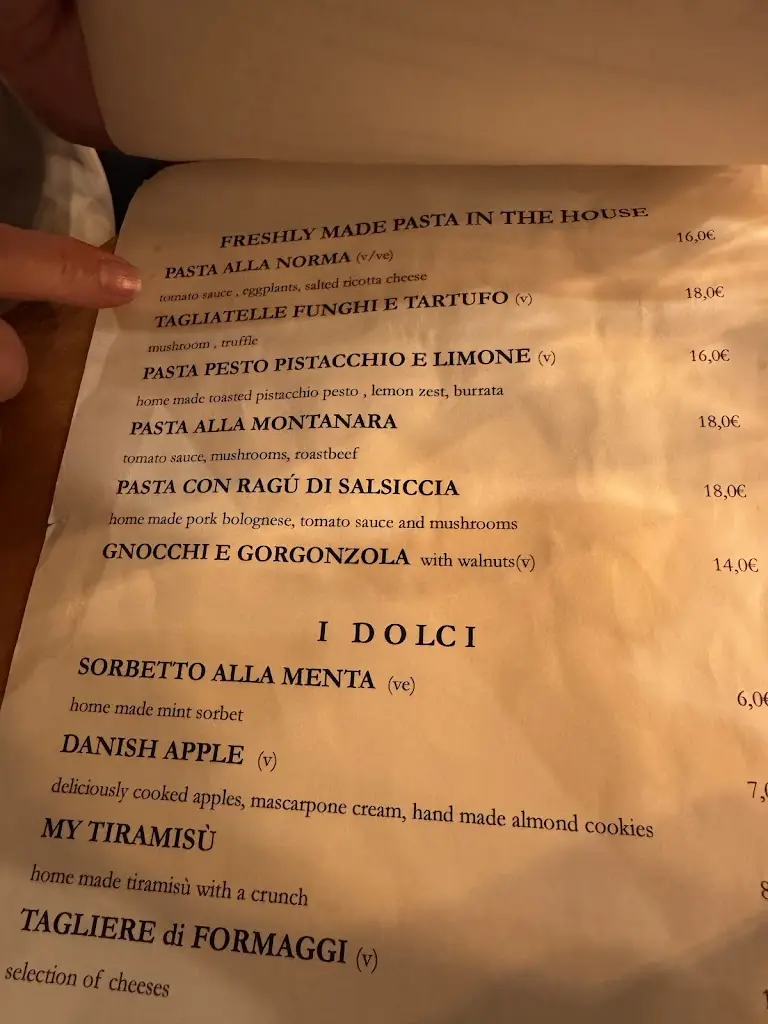 FRESHLY MADE PASTA IN THE HOUSE
PASTA ALLA NORMA (v/ve) 16,0€
tomato sauce , eggplants, salted ricotta cheese
TAGLIATELLE FUNGHI E TARTUFO (v) 18,0€
mushroom , truffle
PASTA PESTO PISTACCHIO E LIMONE (v) 16,0€
home made toasted pistacchio pesto , lemon zest, burrata
PASTA ALLA MONTANARA 18,0€
tomato sauce, mushrooms, roastbeef
PASTA CON RAGÚ DI SALSICCIA 18,0€
home made pork bolognese, tomato sauce and mushrooms
GNOCCHI E GORGONZOLA with walnuts(v) 14,0€
I DOLCI
SORBETTO ALLA MENTA (ve) 6,0€
home made mint sorbet
DANISH APPLE (v) 7,
deliciously cooked apples, mascarpone cream, hand made almond cookies
MY TIRAMISÙ
home made tiramisù with a crunch
TAGLIERE di FORMAGGI (v)
selection of cheeses